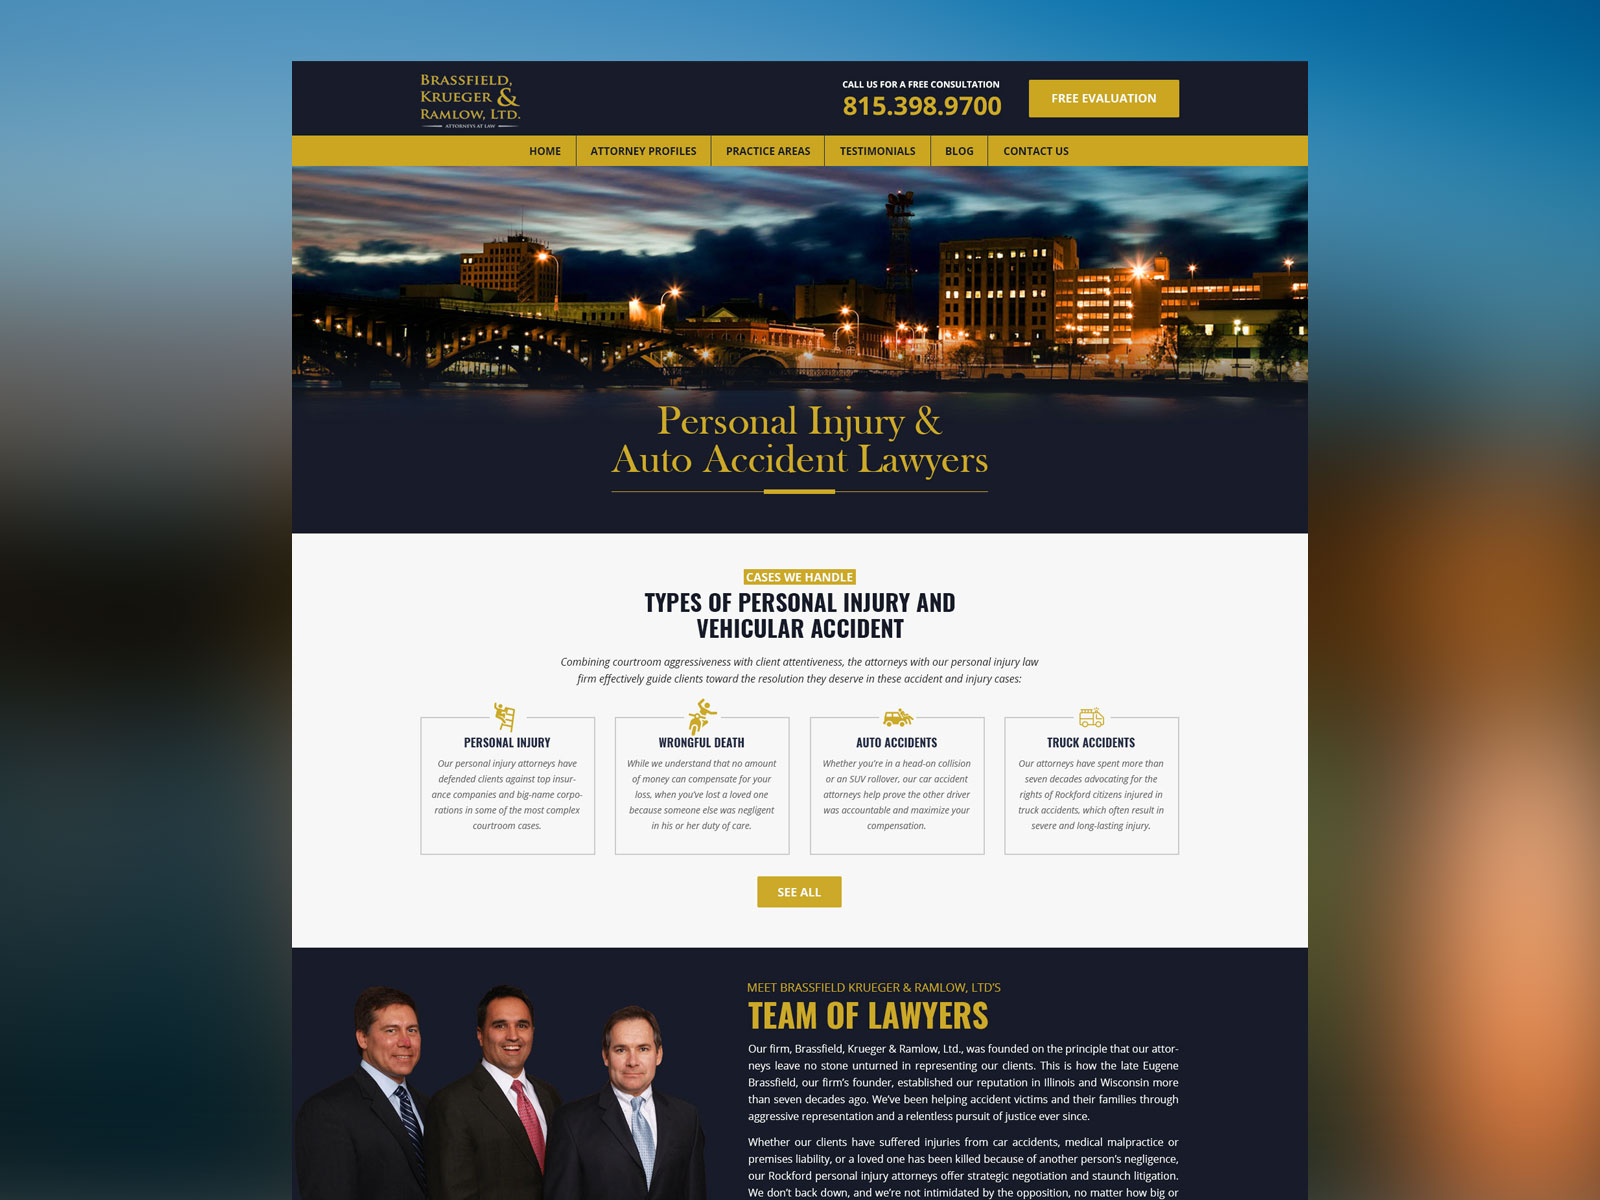 BRASSFIELD,
KRUEGER &
RAMLOW, LTD.
ATTORNEYS AT LAW
CALL US FOR A FREE CONSULTATION
815.398.9700
FREE EVALUATION
HOME
ATTORNEY PROFILES
PRACTICE AREAS
TESTIMONIALS
BLOG
CONTACT US
Personal Injury &
Auto Accident Lawyers
CASES WE HANDLE
TYPES OF PERSONAL INJURY AND
VEHICULAR ACCIDENT
Combining courtroom aggressiveness with client attentiveness, the attorneys with our personal injury law
firm effectively guide clients toward the resolution they deserve in these accident and injury cases:
PERSONAL INJURY
Our personal injury attorneys have
defended clients against top insur-
ance companies and big-name corpo-
rations in some of the most complex
courtroom cases.
WRONGFUL DEATH
While we understand that no amount
of money can compensate for your
loss, when you've lost a loved one
because someone else was negligent
in his or her duty of care.
AUTO ACCIDENTS
Whether you're in a head-on collision
or an SUV rollover, our car accident
attorneys help prove the other driver
was accountable and maximize your
compensation.
TRUCK ACCIDENTS
Our attorneys have spent more than
seven decades advocating for the
rights of Rockford citizens injured in
truck accidents, which often result in
severe and long-lasting injury.
SEE ALL
MEET BRASSFIELD KRUEGER & RAMLOW, LTD'S
TEAM OF LAWYERS
Our firm, Brassfield, Krueger & Ramlow, Ltd., was founded on the principle that our attor-
neys leave no stone unturned in representing our clients. This is how the late Eugene
Brassfield, our firm's founder, established our reputation in Illinois and Wisconsin more
than seven decades ago. We've been helping accident victims and their families through
aggressive representation and a relentless pursuit of justice ever since.
Whether our clients have suffered injuries from car accidents, medical malpractice or
premises liability, or a loved one has been killed because of another person's negligence,
our Rockford personal injury attorneys offer strategic negotiation and staunch litigation.
We don't back down, and we're not intimidated by the opposition, no matter how big or